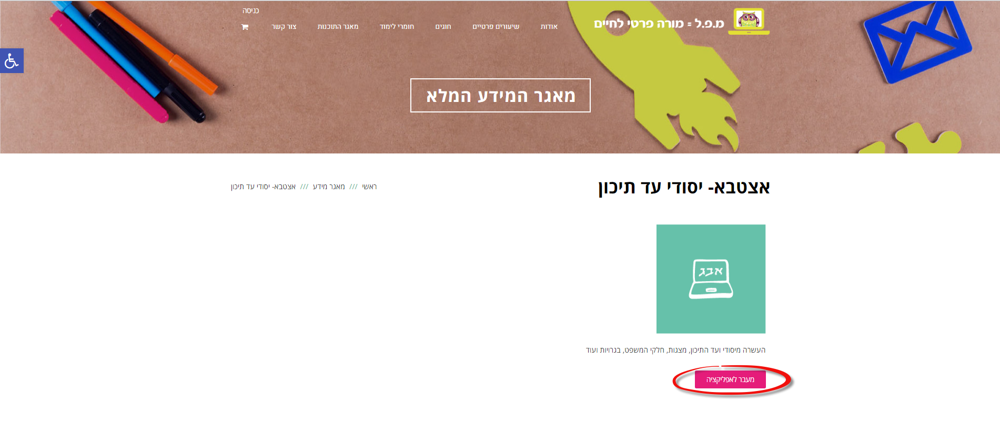 כניסה
מ.פ.ל = מורה פרטי לחיים
אודות שיעורים פרטיים חוגים חומרי לימוד מאגר התוכנות צור קשר
מאגר המידע המלא
אצטבא- יסודי עד תיכון
ראשי /// מאגר מידע /// אצטבא- יסודי עד תיכון
אבג
העשרה מיסודי ועד התיכון, מצגות, חלקי המשפט, בגרויות ועוד
מעבר לאפליקציה